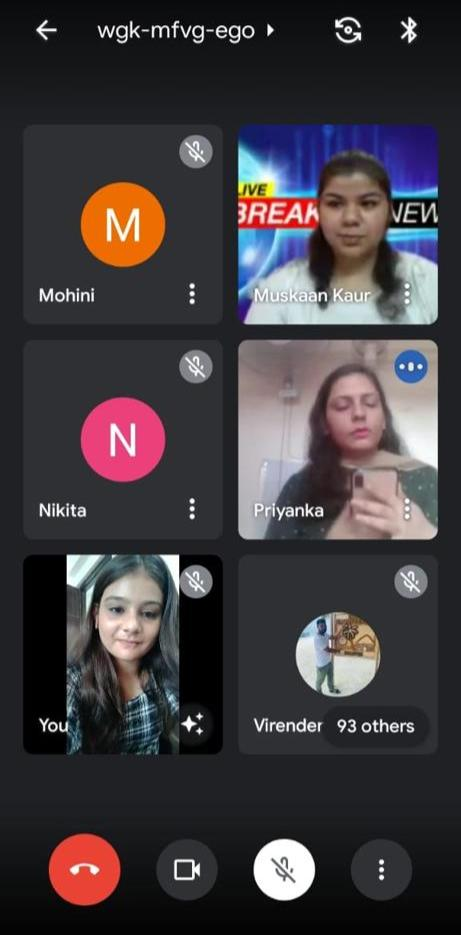 wgk-mfvg-ego
M
Mohini
LIVE
BREAK NEW
Muskaan Kaur
N
Nikita
Priyanka
You
Virender
93 others